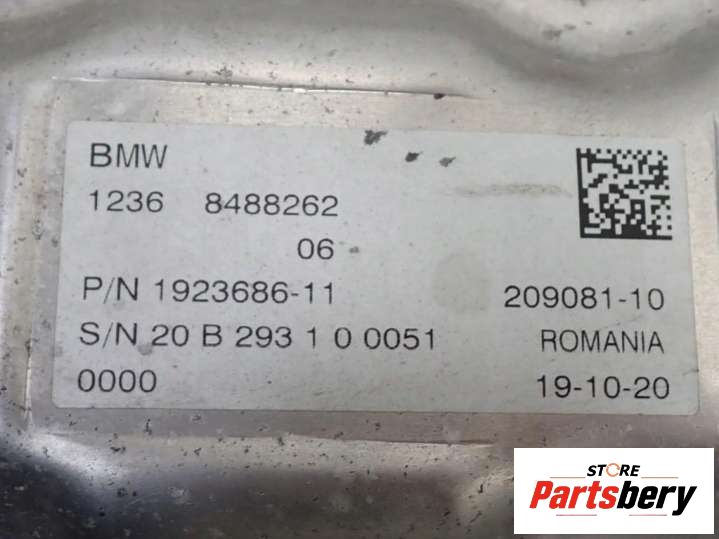 BMW
1236 8488262
06
P/N 1923686-11 209081-10
S/N 20 B 293 1 0 0051 ROMANIA
0000 19-10-20
STORE
Partsbery